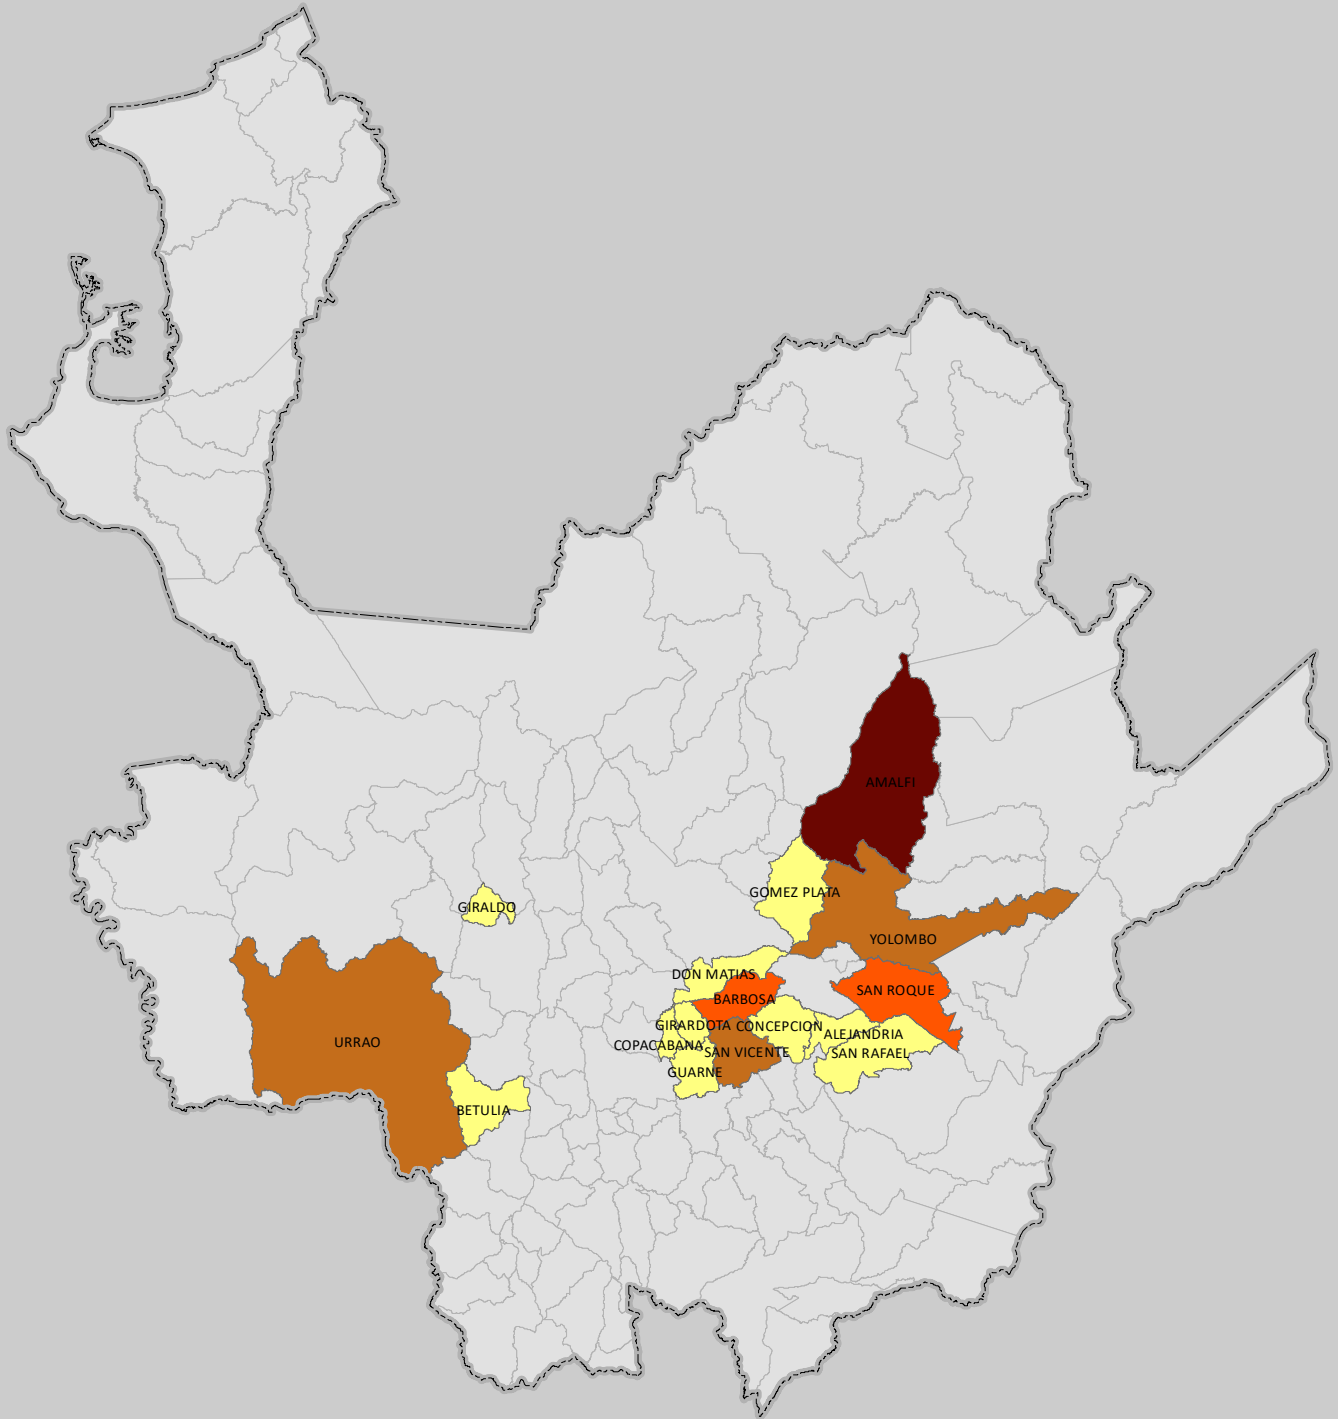 AMALFI
GOMEZ PLATA
GIRALDO
YOLOMBO
DON MATIAS
SAN ROQUE
BARBOSA
GIRARDOTA
CONCEPCION
ALEJANDRIA
URRAO
COPACABANA
SAN VICENTE
SAN RAFAEL
GUARNE
BETULIA